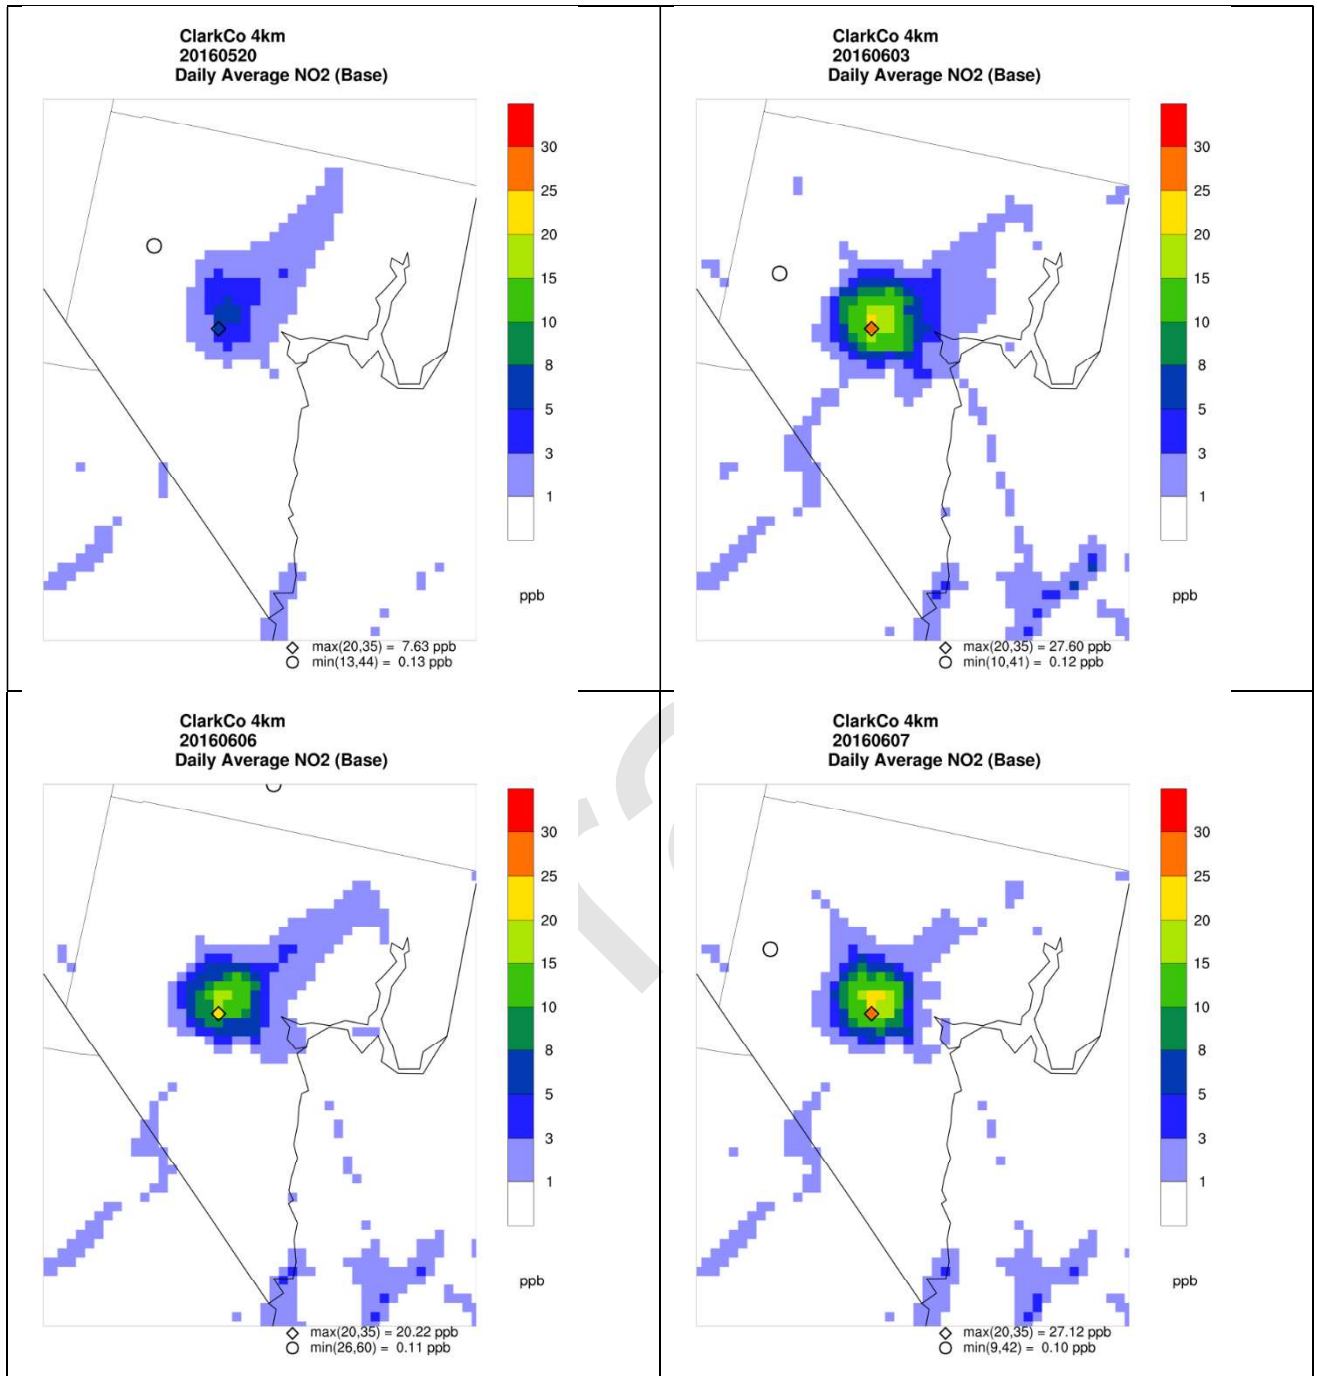 ClarkCo 4km
20160520
Daily Average NO2 (Base)
30
25
20
15
10
8
5
3
1
ppb
max(20,35) = 7.63 ppb
min(13,44) = 0.13 ppb
ClarkCo 4km
20160603
Daily Average NO2 (Base)
30
25
20
15
10
8
5
3
1
ppb
max(20,35) = 27.60 ppb
min(10,41) = 0.12 ppb
ClarkCo 4km
20160606
Daily Average NO2 (Base)
30
25
20
15
10
8
5
3
1
ppb
max(20,35) = 20.22 ppb
min(26,60) = 0.11 ppb
ClarkCo 4km
20160607
Daily Average NO2 (Base)
30
25
20
15
10
8
5
3
1
ppb
max(20,35) = 27.12 ppb
min(9,42) = 0.10 ppb